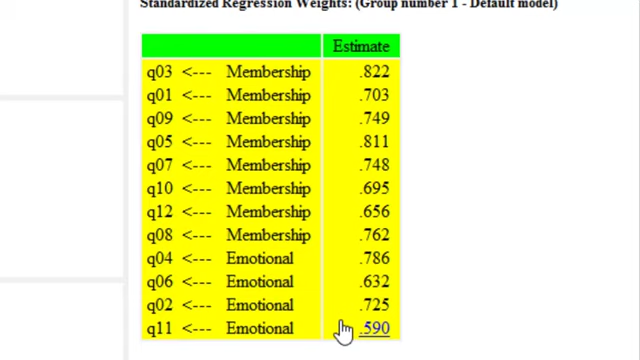 Standardized Regression Weights: (Group number 1 - Default model)
Estimate
q03 <--- Membership .822
q01 <--- Membership .703
q09 <--- Membership .749
q05 <--- Membership .811
q07 <--- Membership .748
q10 <--- Membership .695
q12 <--- Membership .656
q08 <--- Membership .762
q04 <--- Emotional .786
q06 <--- Emotional .632
q02 <--- Emotional .725
q11 <--- Emotional .590